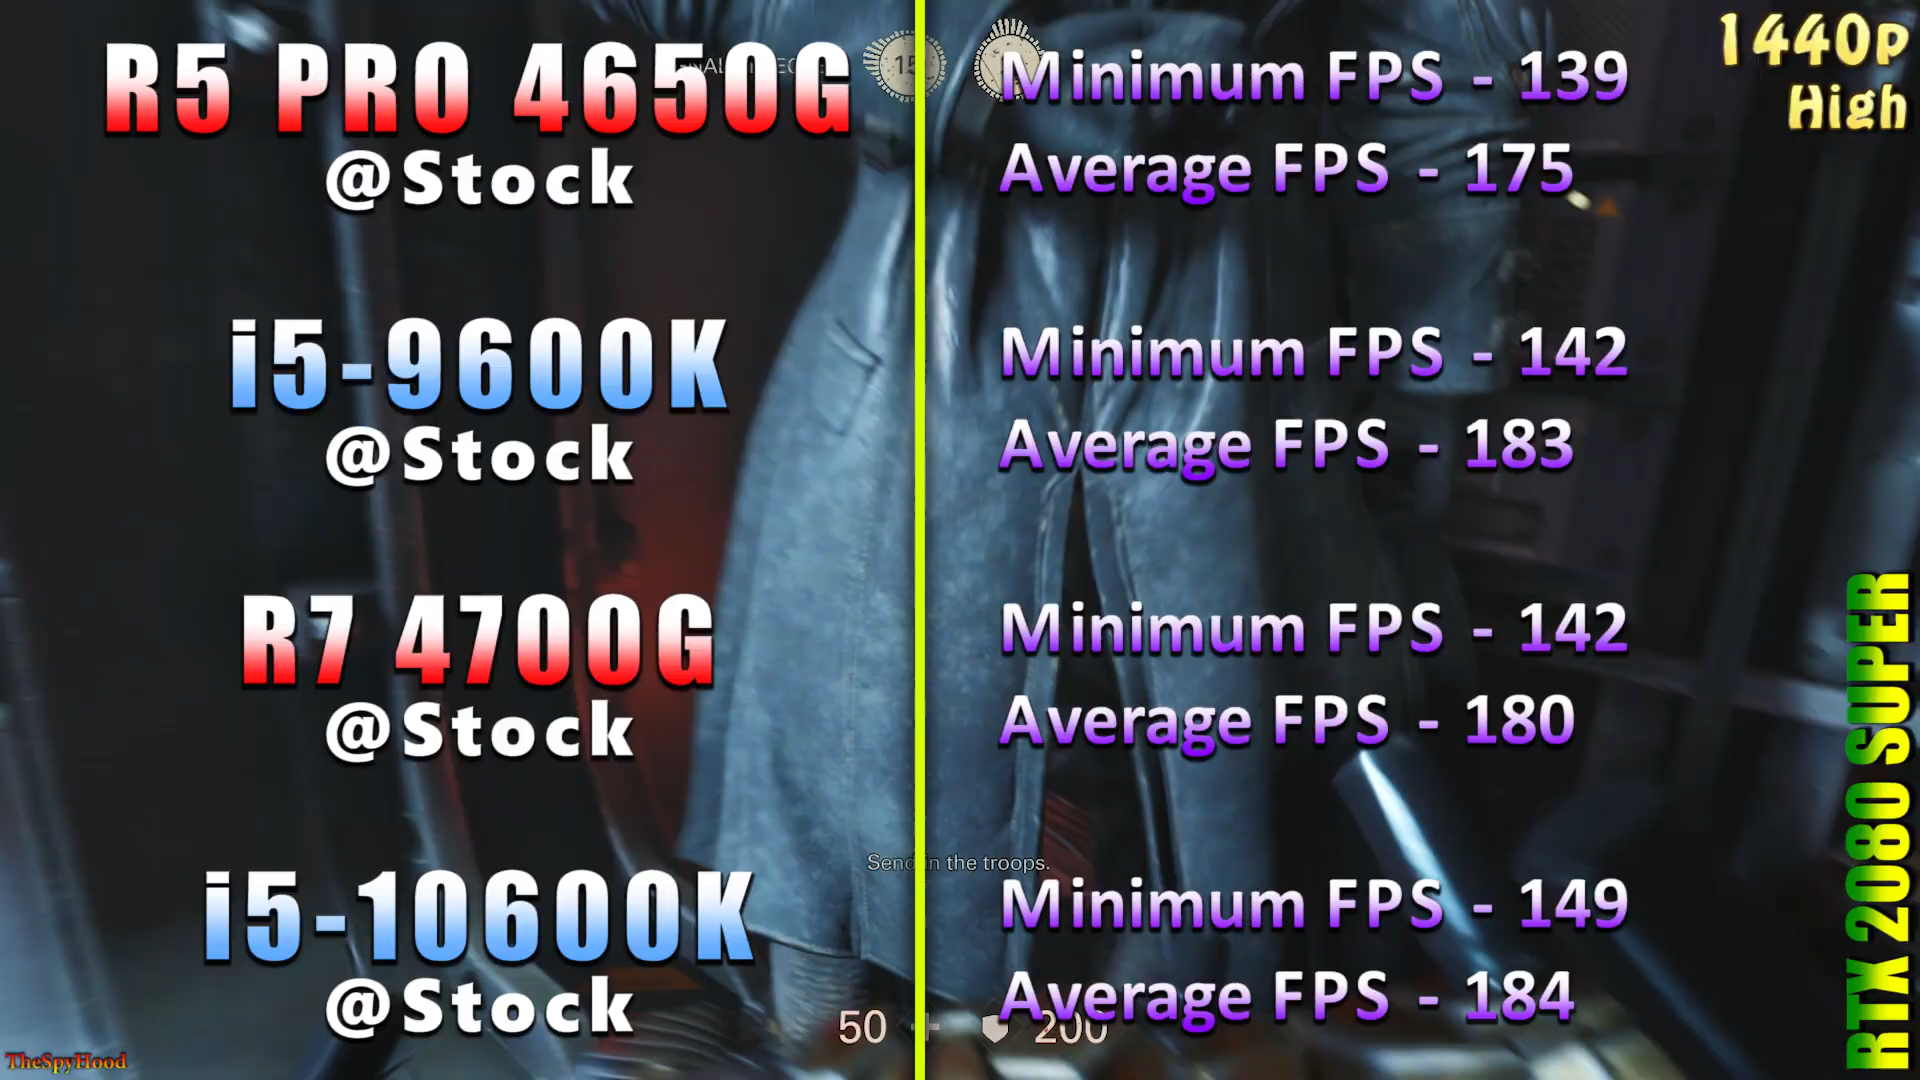 R5 PRO 4650G
@Stock
Minimum FPS - 139
Average FPS - 175
1440p
High
i5-9600K
@Stock
Minimum FPS - 142
Average FPS - 183
R7 4700G
@Stock
Minimum FPS - 142
Average FPS - 180
RTX 2080 SUPER
Send in the troops.
i5-10600K
@Stock
Minimum FPS - 149
Average FPS - 184
50
200
TheSpyHood